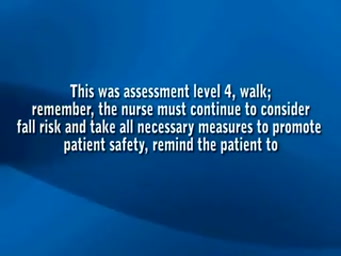 This was assessment level 4, walk;
remember, the nurse must continue to consider
fall risk and take all necessary measures to promote
patient safety, remind the patient to